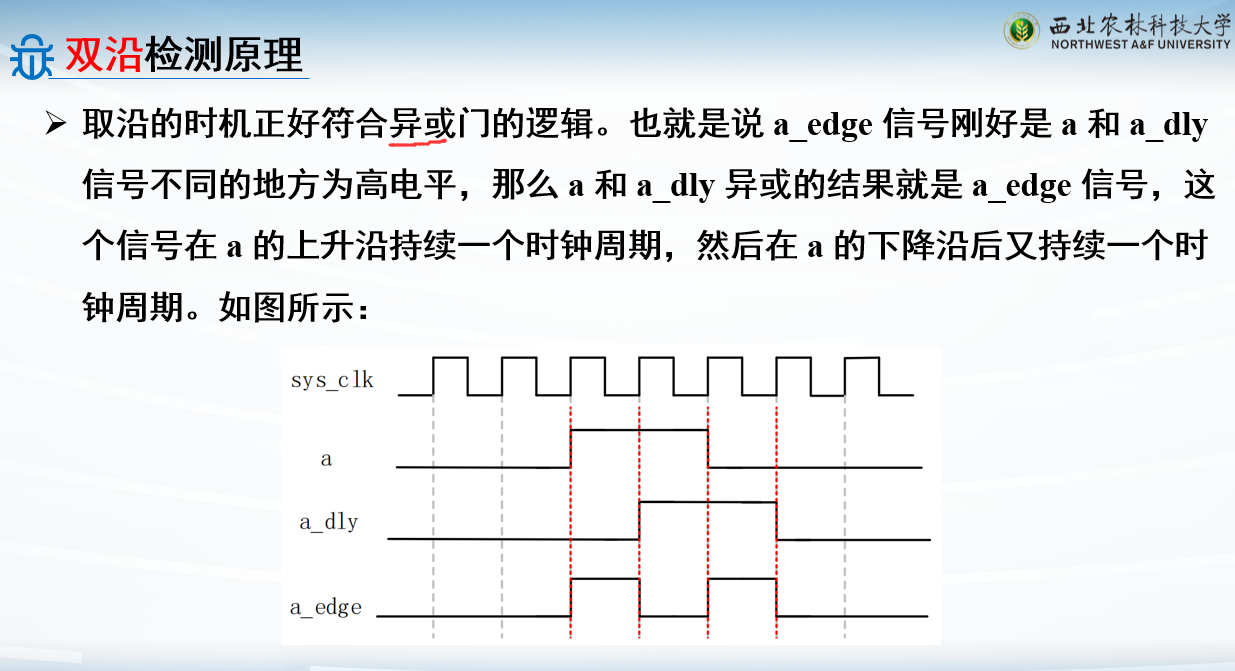 双沿检测原理
西北农林科技大学
NORTHWEST A&F UNIVERSITY
➢ 取沿的时机正好符合异或门的逻辑。也就是说 a_edge 信号刚好是 a 和 a_dly
信号不同的地方为高电平，那么 a 和 a_dly 异或的结果就是 a_edge 信号，这
个信号在 a 的上升沿持续一个时钟周期，然后在 a 的下降沿后又持续一个时
钟周期。如图所示：
sys_clk
a
a_dly
a_edge